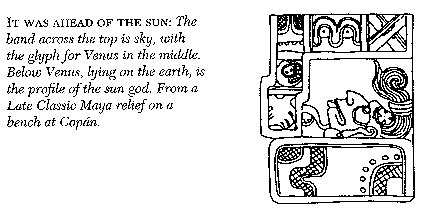 IT WAS AHEAD OF THE SUN: The
band across the top is sky, with
the glyph for Venus in the middle.
Below Venus, lying on the earth, is
the profile of the sun god. From a
Late Classic Maya relief on a
bench at Copán.